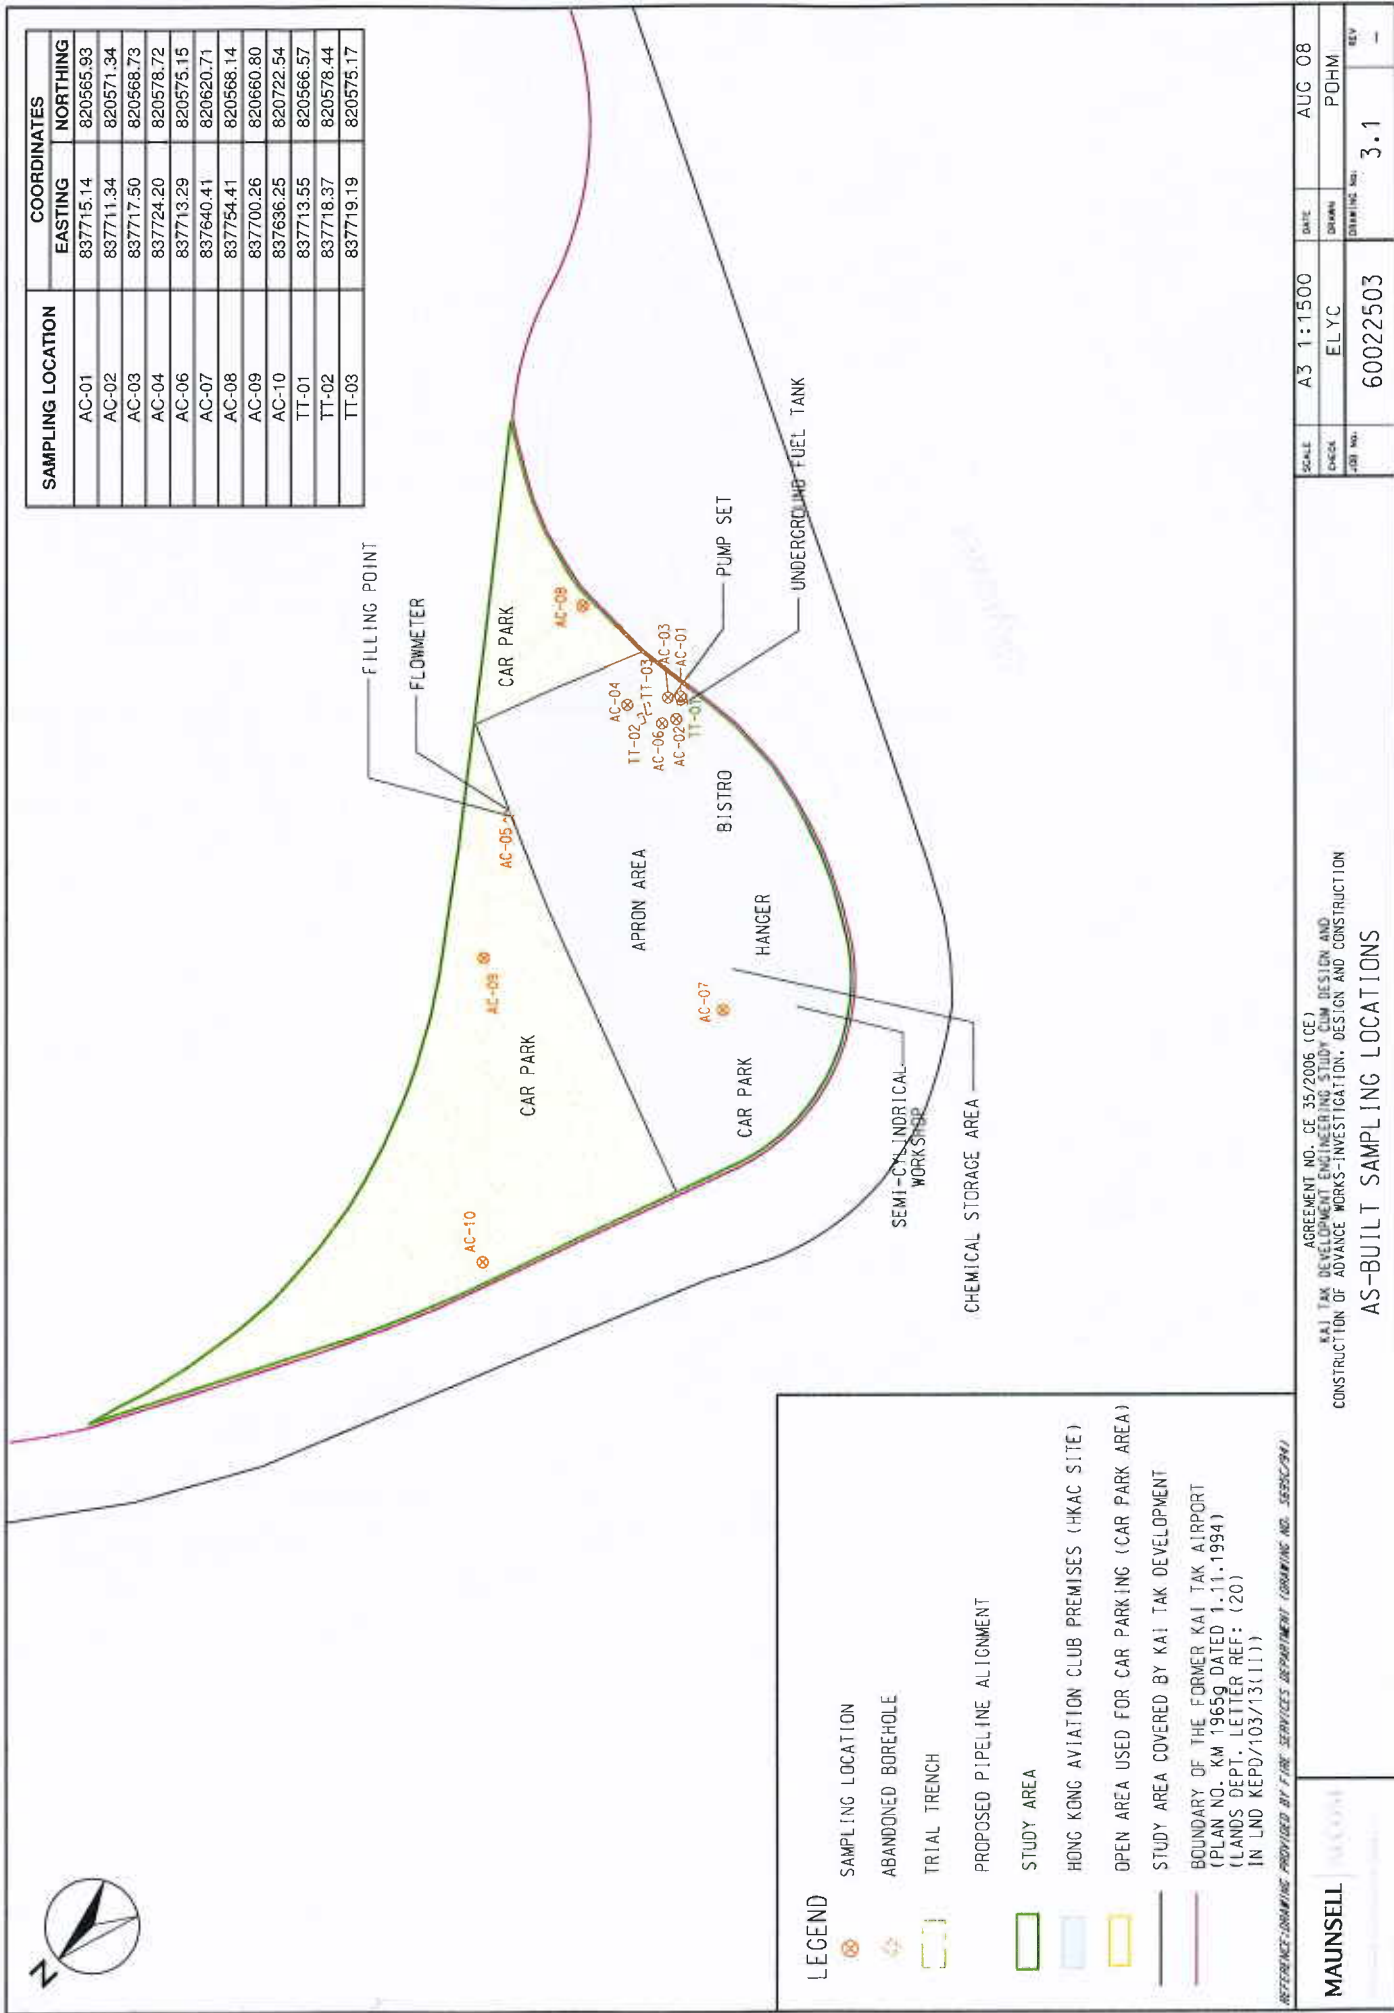 SAMPLING LOCATION COORDINATES
EASTING NORTHING
AC-01 837715.14 820565.93
AC-02 837711.34 820571.34
AC-03 837717.50 820568.73
AC-04 837724.20 820578.72
AC-06 837713.29 820575.15
AC-07 837640.41 820620.71
AC-08 837754.41 820568.14
AC-09 837700.26 820660.80
AC-10 837636.25 820722.54
TT-01 837713.55 820566.57
TT-02 837718.37 820578.44
TT-03 837719.19 820575.17
N
FILLING POINT
FLOWMETER
CAR PARK
AC-08
AC-05
AC-09
CAR PARK
AC-10
AC-04
TT-02
TT-03
AC-03
AC-06
AC-01
AC-02
TT-01
PUMP SET
UNDERGROUND FUEL TANK
APRON AREA
BISTRO
HANGER
AC-07
CAR PARK
SEMI-CYLINDRICAL
WORKSHOP
CHEMICAL STORAGE AREA
LEGEND
SAMPLING LOCATION
ABANDONED BOREHOLE
TRIAL TRENCH
PROPOSED PIPELINE ALIGNMENT
STUDY AREA
HONG KONG AVIATION CLUB PREMISES (HKAC SITE)
OPEN AREA USED FOR CAR PARKING (CAR PARK AREA)
STUDY AREA COVERED BY KAI TAK DEVELOPMENT
BOUNDARY OF THE FORMER KAI TAK AIRPORT
(PLAN NO. KM 1965g DATED 1.11.1994)
(LANDS DEPT. LETTER REF: (20)
IN LND KEPD/103/13(II))
REFERENCE:DRAWING PROVIDED BY FIRE SERVICES DEPARTMENT (DRAWING NO. 5695C/94)
MAUNSELL AECOM
AGREEMENT NO. CE 35/2006 (CE)
KAI TAK DEVELOPMENT ENGINEERING STUDY CUM DESIGN AND
CONSTRUCTION OF ADVANCE WORKS-INVESTIGATION, DESIGN AND CONSTRUCTION
AS-BUILT SAMPLING LOCATIONS
SCALE A3 1:1500 DATE AUG 08
CHECK ELYC DRAWN POHM
JOB NO. 60022503 DRAWING NO. 3.1 REV -